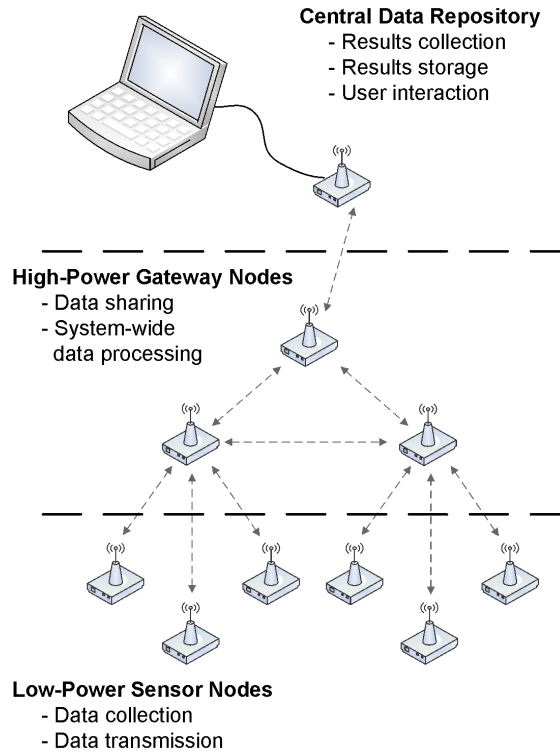 Central Data Repository
- Results collection
- Results storage
- User interaction
High-Power Gateway Nodes
- Data sharing
- System-wide
data processing
Low-Power Sensor Nodes
- Data collection
- Data transmission